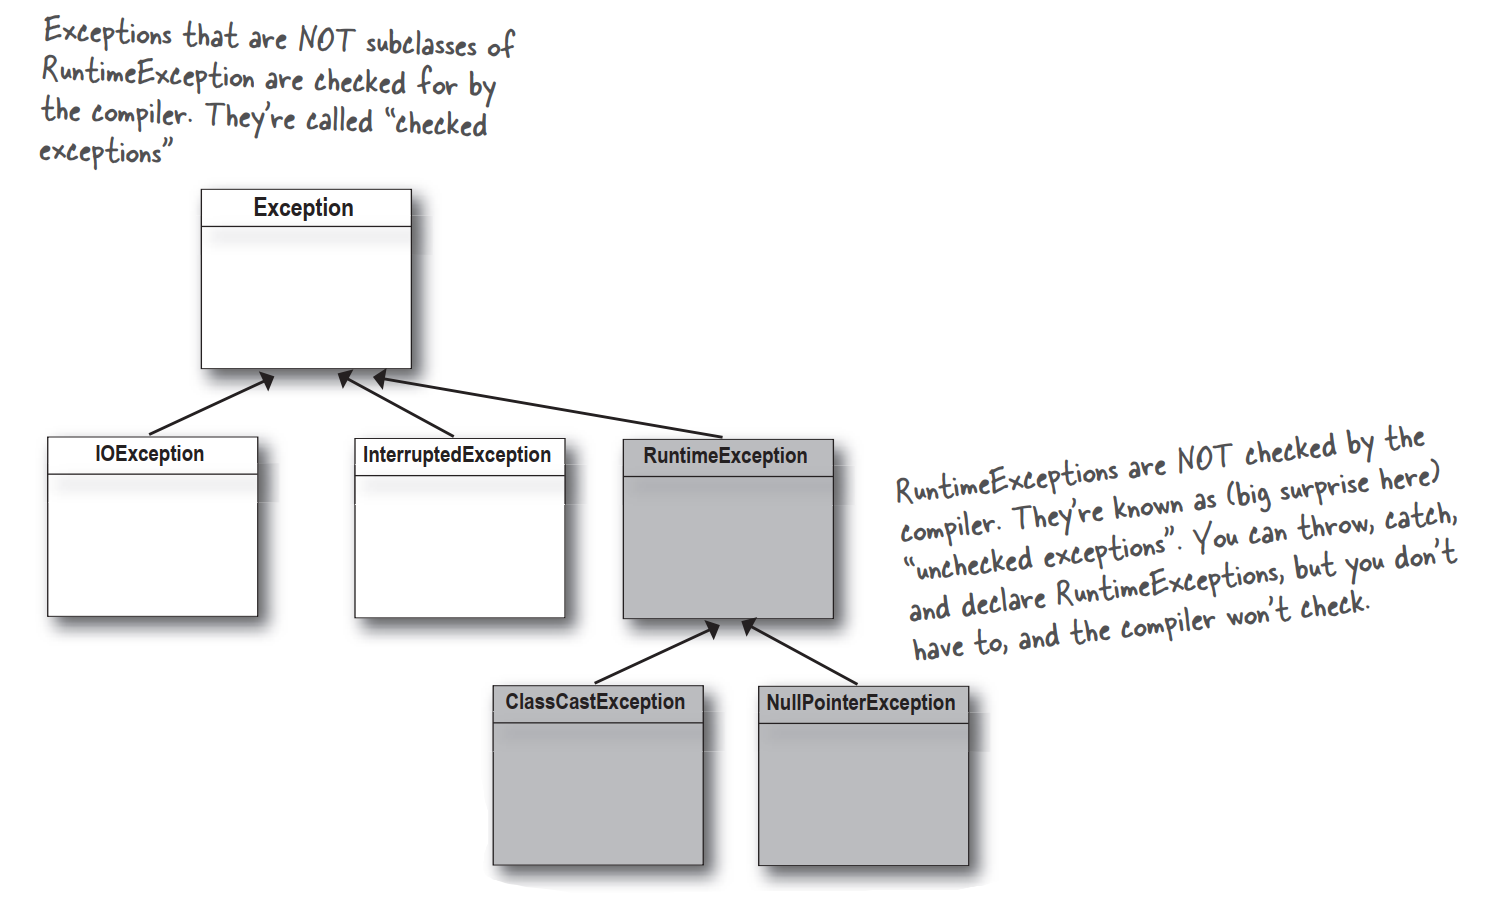 Exceptions that are NOT subclasses of
RuntimeException are checked for by
the compiler. They're called “checked
exceptions”
Exception
IOException
InterruptedException
RuntimeException
RuntimeExceptions are NOT checked by the
compiler. They're known as (big surprise here)
“unchecked exceptions”. You can throw, catch,
and declare RuntimeExceptions, but you don't
have to, and the compiler won't check.
ClassCastException
NullPointerException